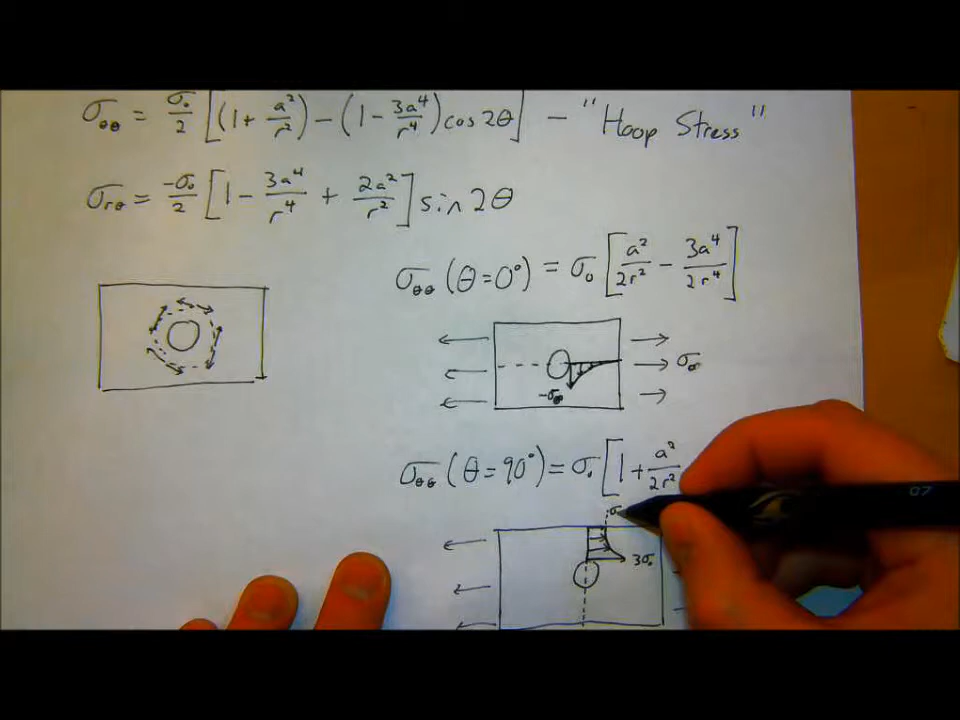 σθθ = σ₀/2 [(1 + a²/r²) − (1 − 3a⁴/r⁴) cos 2θ] — "Hoop Stress"
σrθ = −σ₀/2 [1 − 3a⁴/r⁴ + 2a²/r²] sin 2θ
σθθ (θ = 0°) = σ₀ [a²/2r² − 3a⁴/2r⁴]
σ₀
−σ₀
σθθ (θ = 90°) = σ₀ [1 + a²/2r²
σ
3σ₀
07